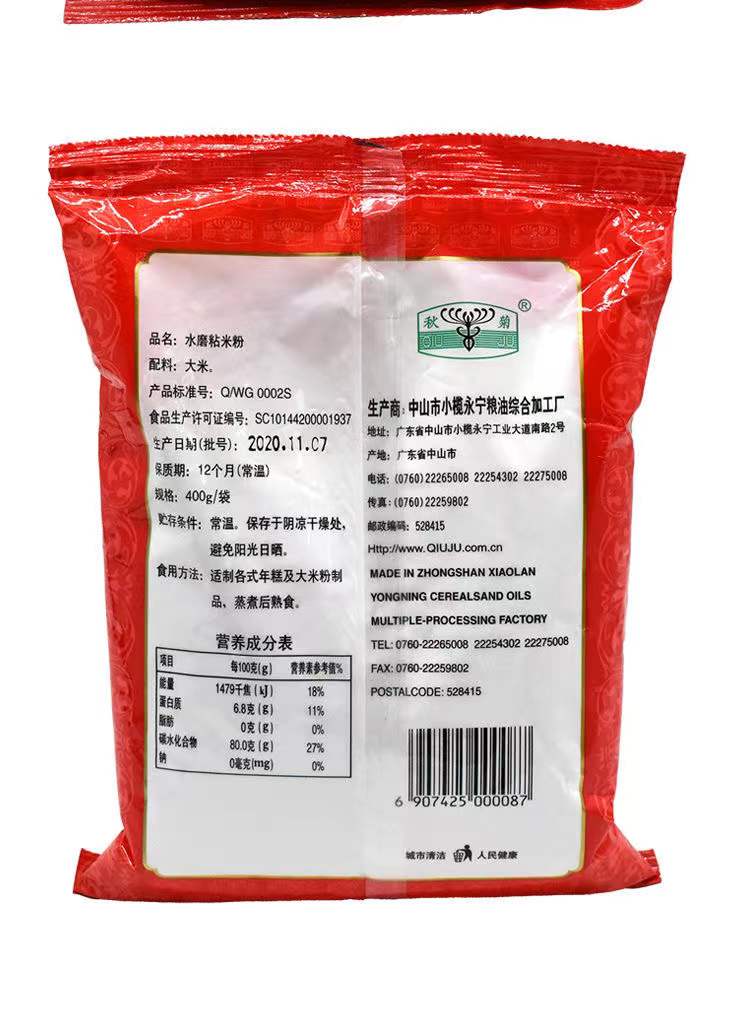 品名：水磨粘米粉
配料：大米。
产品标准号：Q/WG 0002S
食品生产许可证编号：SC10144200001937
生产日期(批号)：2020.11.07
保质期：12个月(常温)
规格：400g/袋
贮存条件：常温。保存于阴凉干燥处，
避免阳光日晒。
食用方法：适制各式年糕及大米粉制
品、蒸煮后熟食。
营养成分表
项目 每100克(g) 营养素参考值%
能量 1479千焦(kJ) 18%
蛋白质 6.8克(g) 11%
脂肪 0克(g) 0%
碳水化合物 80.0克(g) 27%
钠 0毫克(mg) 0%
秋菊 ®
QIU JU
生产商：中山市小榄永宁粮油综合加工厂
地址：广东省中山市小榄永宁工业大道南路2号
产地：广东省中山市
电话：(0760)22265008 22254302 22275008
传真：(0760)22259802
邮政编码：528415
Http://www.QIUJU.com.cn
MADE IN ZHONGSHAN XIAOLAN
YONGNING CEREALSAND OILS
MULTIPLE-PROCESSING FACTORY
TEL: 0760-22265008 22254302 22275008
FAX: 0760-22259802
POSTALCODE: 528415
6 907425 000087
城市清洁 人民健康